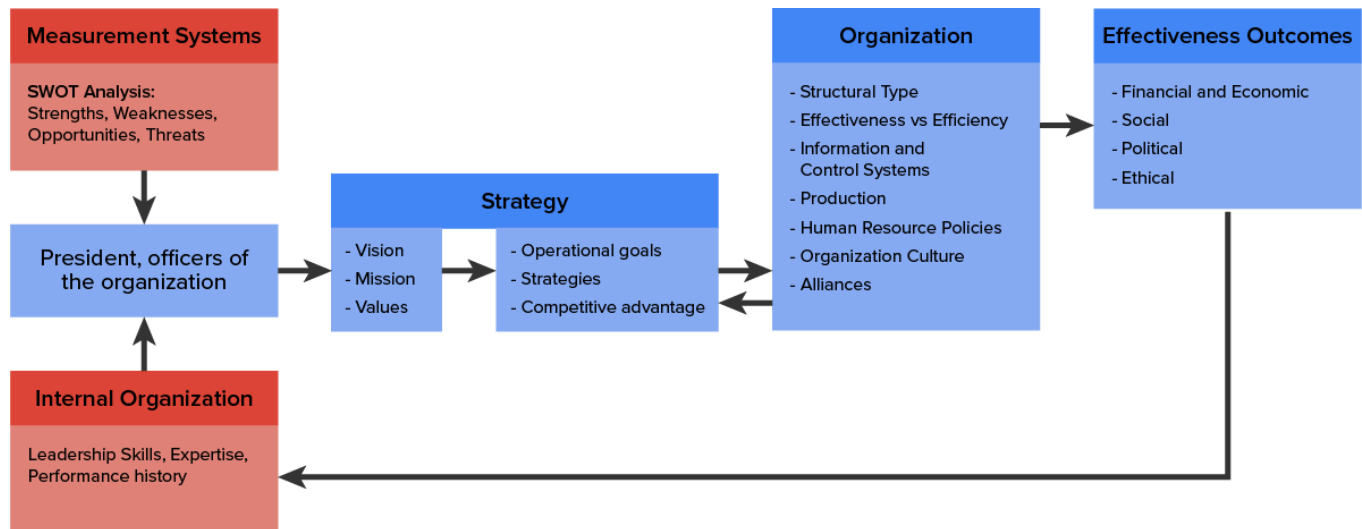 Measurement Systems
SWOT Analysis:
Strengths, Weaknesses,
Opportunities, Threats
President, officers of
the organization
Internal Organization
Leadership Skills, Expertise,
Performance history
Strategy
- Vision
- Mission
- Values
- Operational goals
- Strategies
- Competitive advantage
Organization
- Structural Type
- Effectiveness vs Efficiency
- Information and
Control Systems
- Production
- Human Resource Policies
- Organization Culture
- Alliances
Effectiveness Outcomes
- Financial and Economic
- Social
- Political
- Ethical